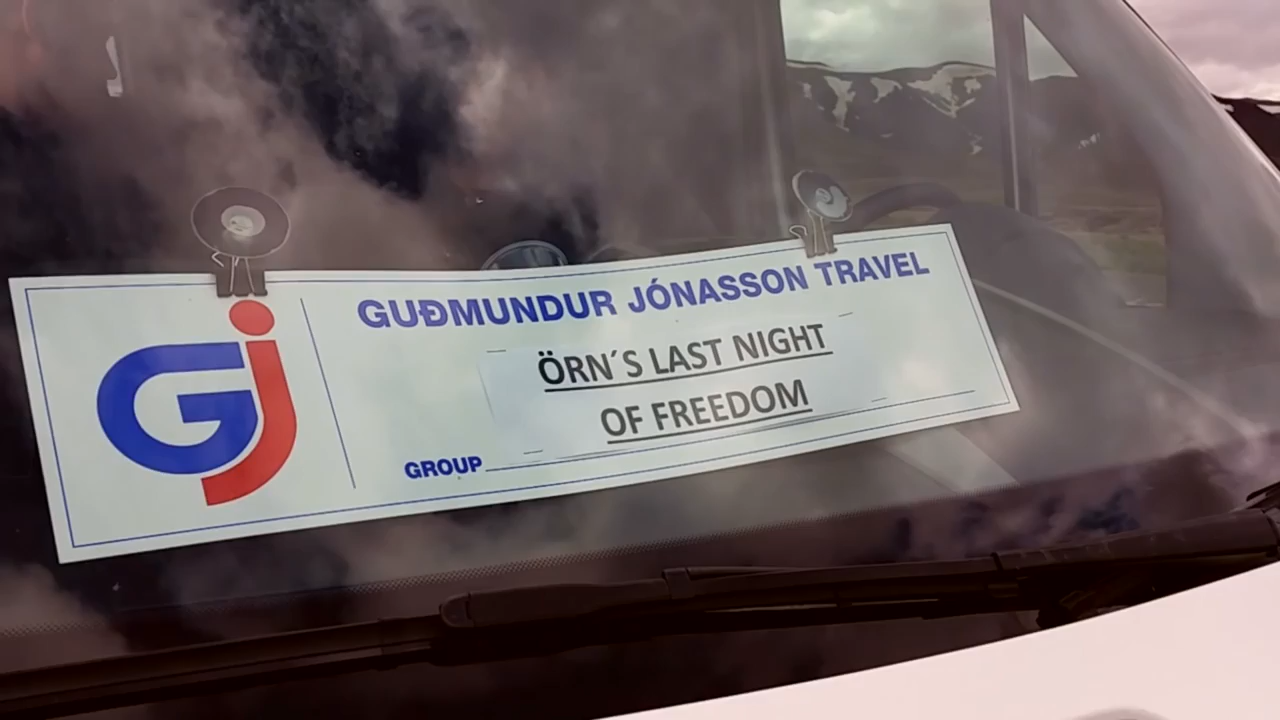 GJ
GUÐMUNDUR JÓNASSON TRAVEL
ÖRN´S LAST NIGHT
OF FREEDOM
GROUP